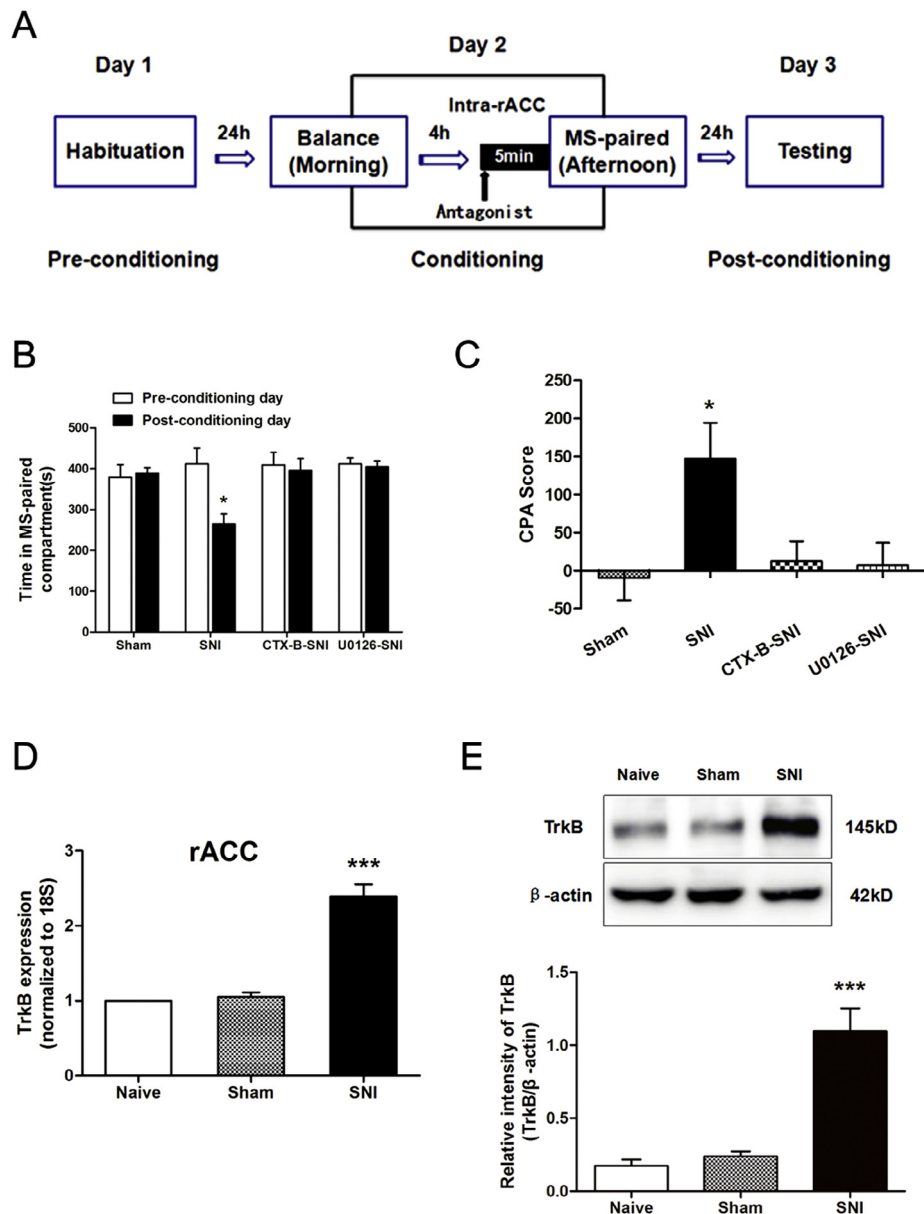 A
Day 1
Day 2
Day 3
Habituation
24h
Balance
(Morning)
4h
Intra-rACC
5min
Antagonist
MS-paired
(Afternoon)
24h
Testing
Pre-conditioning
Conditioning
Post-conditioning
B
Pre-conditioning day
Post-conditioning day
Time in MS-paired
compartment(s)
500
400
300
200
100
0
*
Sham
SNI
CTX-B-SNI
U0126-SNI
C
CPA Score
250
200
150
100
50
0
-50
*
Sham
SNI
CTX-B-SNI
U0126-SNI
D
rACC
TrkB expression
(normalized to 18S)
3
2
1
0
***
Naive
Sham
SNI
E
Naive
Sham
SNI
TrkB
145kD
β-actin
42kD
Relative intensity of TrkB
(TrkB/β-actin)
1.5
1.0
0.5
0.0
***
Naive
Sham
SNI